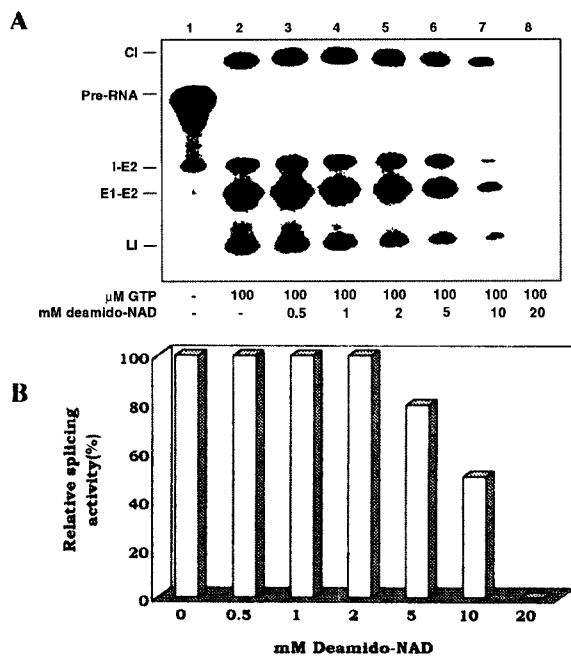 A
1 2 3 4 5 6 7 8
CI
Pre-RNA
I-E2
E1-E2
LI
µM GTP - 100 100 100 100 100 100 100
mM deamido-NAD - - 0.5 1 2 5 10 20
B
Relative splicing
activity(%)
100
80
60
40
20
0
0 0.5 1 2 5 10 20
mM Deamido-NAD